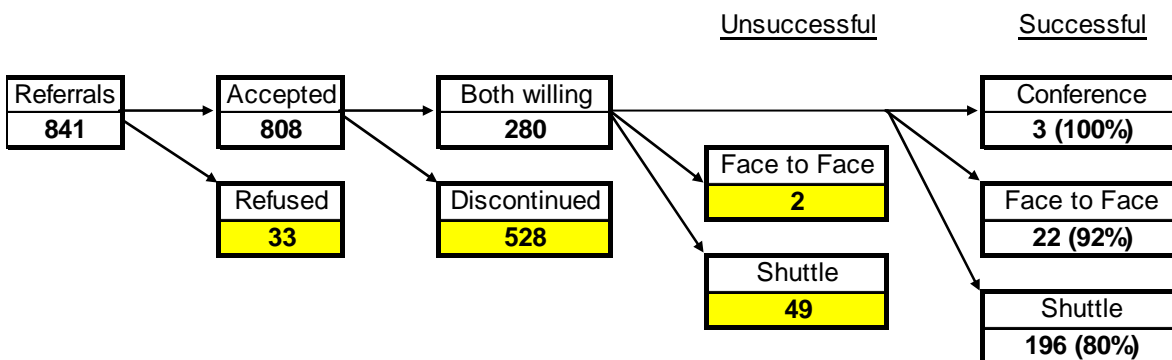 Unsuccessful
Successful
Referrals
841
Accepted
808
Both willing
280
Conference
3 (100%)
Refused
33
Discontinued
528
Face to Face
2
Face to Face
22 (92%)
Shuttle
49
Shuttle
196 (80%)